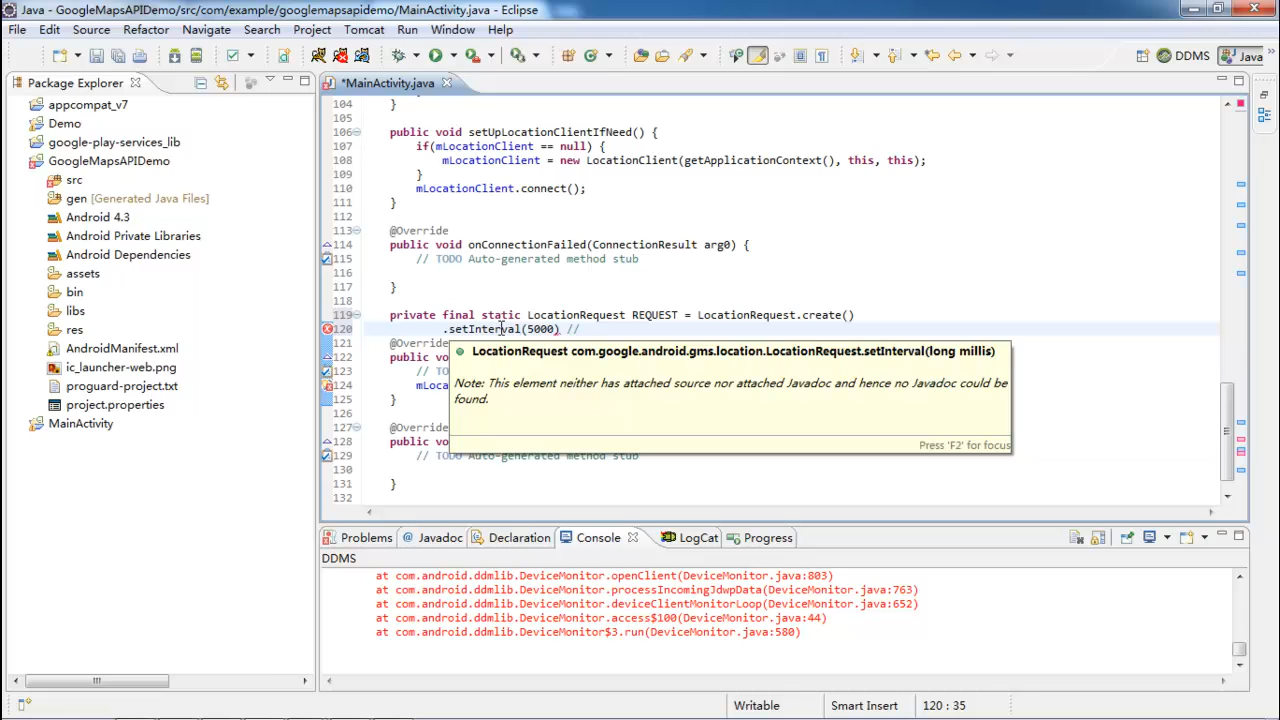 Java - GoogleMapsAPIDemo/src/com/example/googlemapsapidemo/MainActivity.java - Eclipse
File Edit Source Refactor Navigate Search Project Tomcat Run Window Help
DDMS Java
Package Explorer
appcompat_v7
Demo
google-play-services_lib
GoogleMapsAPIDemo
src
gen [Generated Java Files]
Android 4.3
Android Private Libraries
Android Dependencies
assets
bin
libs
res
AndroidManifest.xml
ic_launcher-web.png
proguard-project.txt
project.properties
MainActivity
*MainActivity.java
104 }
105
106 public void setUpLocationClientIfNeed() {
107 if(mLocationClient == null) {
108 mLocationClient = new LocationClient(getApplicationContext(), this, this);
109 }
110 mLocationClient.connect();
111 }
112
113 @Override
114 public void onConnectionFailed(ConnectionResult arg0) {
115 // TODO Auto-generated method stub
116
117 }
118
119 private final static LocationRequest REQUEST = LocationRequest.create()
120 .setInterval(5000) //
121 @Override
122 public vo
123 // T
124 mLoc
125 }
126
127 @Override
128 public vo
129 // TODO Auto-generated method stub
130
131 }
132
LocationRequest com.google.android.gms.location.LocationRequest.setInterval(long millis)
Note: This element neither has attached source nor attached Javadoc and hence no Javadoc could be
found.
Press 'F2' for focus
Problems @ Javadoc Declaration Console LogCat Progress
DDMS
at com.android.ddmlib.DeviceMonitor.openClient(DeviceMonitor.java:803)
at com.android.ddmlib.DeviceMonitor.processIncomingJdwpData(DeviceMonitor.java:763)
at com.android.ddmlib.DeviceMonitor.deviceClientMonitorLoop(DeviceMonitor.java:652)
at com.android.ddmlib.DeviceMonitor.access$100(DeviceMonitor.java:44)
at com.android.ddmlib.DeviceMonitor$3.run(DeviceMonitor.java:580)
Writable Smart Insert 120 : 35